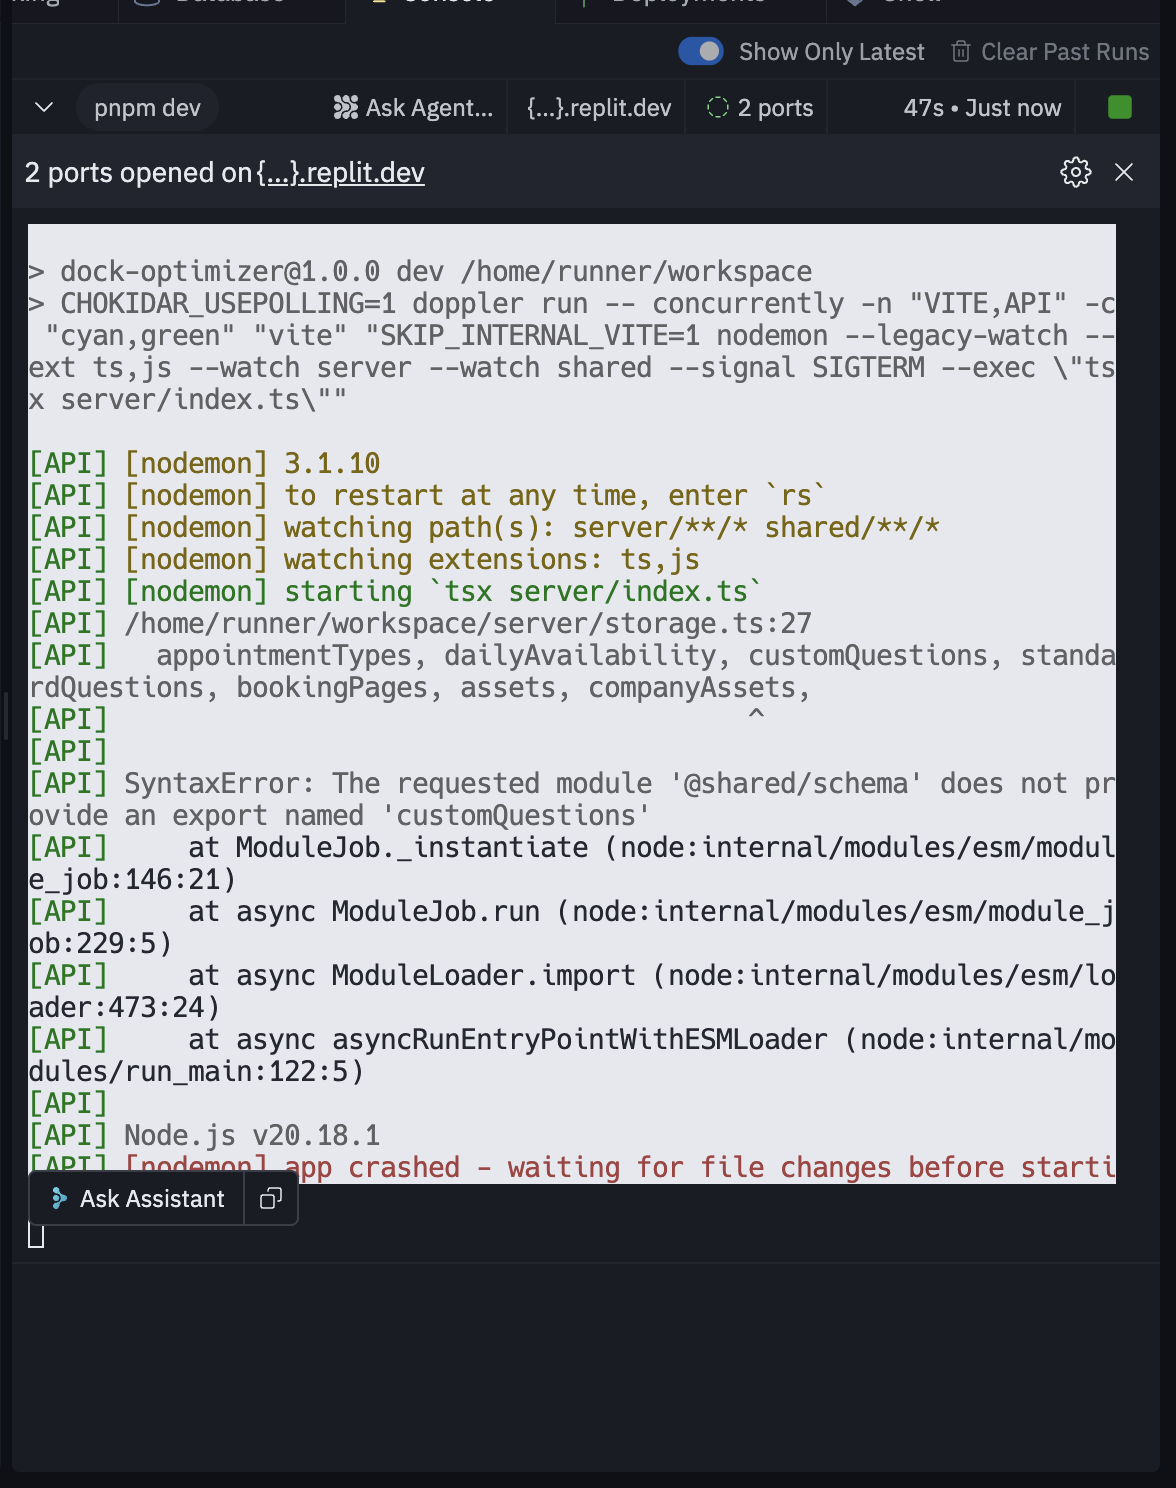 Show Only Latest
Clear Past Runs
pnpm dev
Ask Agent...
{...}.replit.dev
2 ports
47s • Just now
2 ports opened on {...}.replit.dev
> dock-optimizer@1.0.0 dev /home/runner/workspace
> CHOKIDAR_USEPOLLING=1 doppler run -- concurrently -n "VITE,API" -c
 "cyan,green" "vite" "SKIP_INTERNAL_VITE=1 nodemon --legacy-watch --
ext ts,js --watch server --watch shared --signal SIGTERM --exec \"ts
x server/index.ts\""
[API] [nodemon] 3.1.10
[API] [nodemon] to restart at any time, enter `rs`
[API] [nodemon] watching path(s): server/**/* shared/**/*
[API] [nodemon] watching extensions: ts,js
[API] [nodemon] starting `tsx server/index.ts`
[API] /home/runner/workspace/server/storage.ts:27
[API]   appointmentTypes, dailyAvailability, customQuestions, standa
rdQuestions, bookingPages, assets, companyAssets,
[API]                                        ^
[API]
[API] SyntaxError: The requested module '@shared/schema' does not pr
ovide an export named 'customQuestions'
[API]     at ModuleJob._instantiate (node:internal/modules/esm/modul
e_job:146:21)
[API]     at async ModuleJob.run (node:internal/modules/esm/module_j
ob:229:5)
[API]     at async ModuleLoader.import (node:internal/modules/esm/lo
ader:473:24)
[API]     at async asyncRunEntryPointWithESMLoader (node:internal/mo
dules/run_main:122:5)
[API]
[API] Node.js v20.18.1
[API] [nodemon] app crashed - waiting for file changes before starti
Ask Assistant